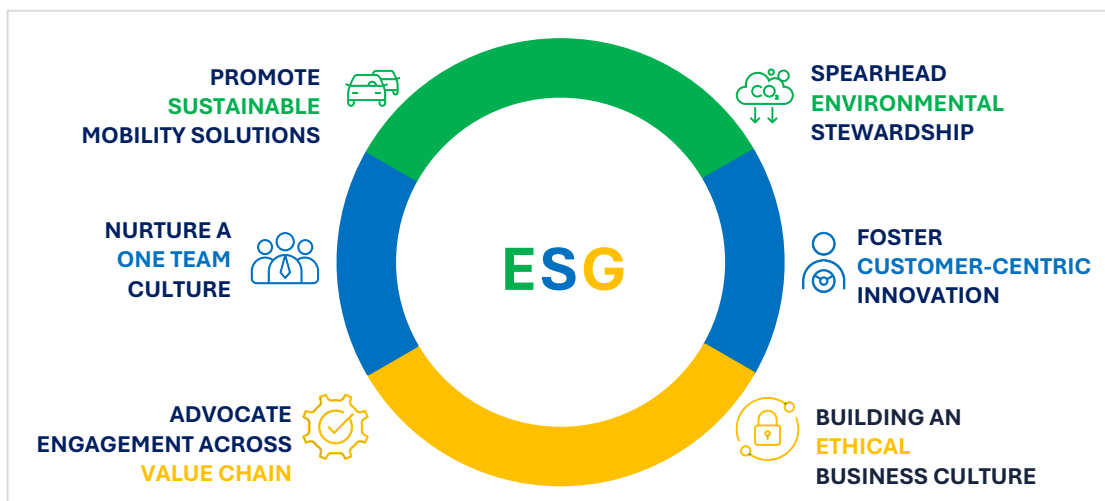 PROMOTE
SUSTAINABLE
MOBILITY SOLUTIONS
SPEARHEAD
ENVIRONMENTAL
STEWARDSHIP
CO₂
NURTURE A
ONE TEAM
CULTURE
ESG
FOSTER
CUSTOMER-CENTRIC
INNOVATION
ADVOCATE
ENGAGEMENT ACROSS
VALUE CHAIN
BUILDING AN
ETHICAL
BUSINESS CULTURE